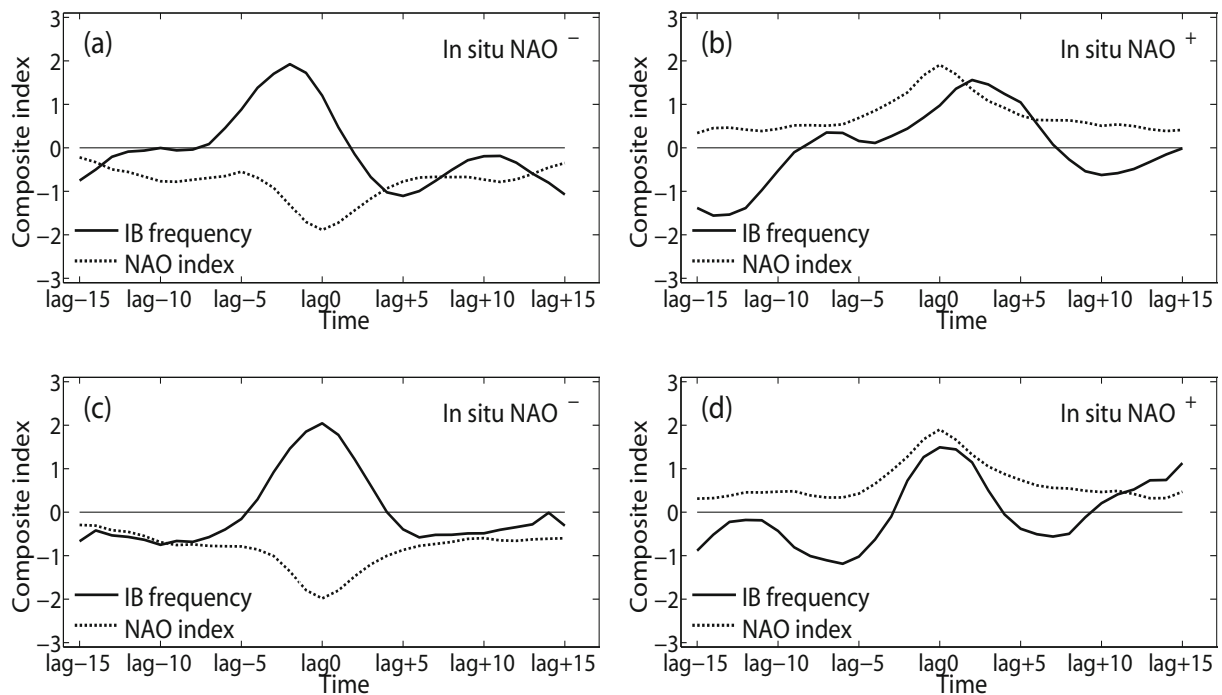 3
2
1
0
−1
−2
−3
Composite index
(a)
In situ NAO −
IB frequency
NAO index
lag−15 lag−10 lag−5 lag0 lag+5 lag+10 lag+15
Time
3
2
1
0
−1
−2
−3
Composite index
(b)
In situ NAO +
IB frequency
NAO index
lag−15 lag−10 lag−5 lag0 lag+5 lag+10 lag+15
Time
3
2
1
0
−1
−2
−3
Composite index
(c)
In situ NAO −
IB frequency
NAO index
lag−15 lag−10 lag−5 lag0 lag+5 lag+10 lag+15
Time
3
2
1
0
−1
−2
−3
Composite index
(d)
In situ NAO +
IB frequency
NAO index
lag−15 lag−10 lag−5 lag0 lag+5 lag+10 lag+15
Time